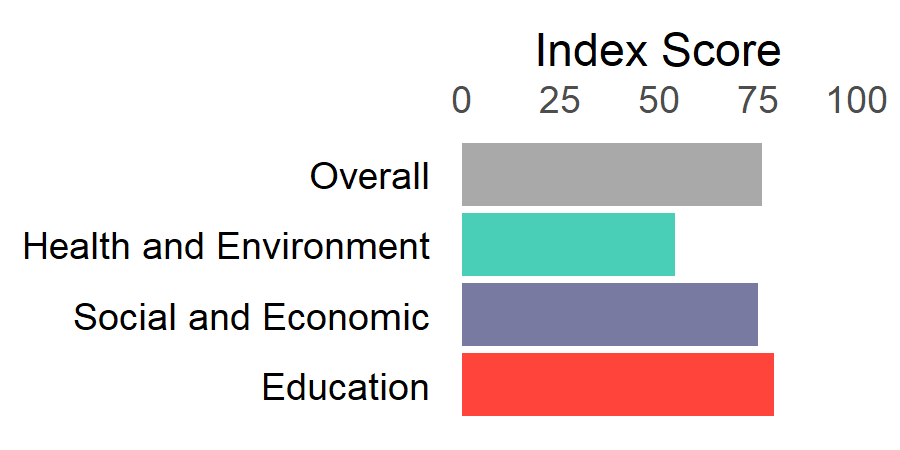 Index Score
0 25 50 75 100
Overall
Health and Environment
Social and Economic
Education